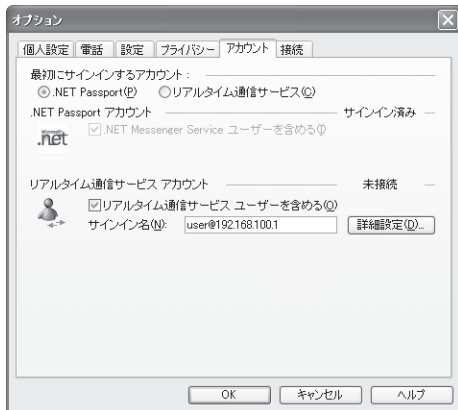 オプション
個人設定 電話 設定 プライバシー アカウント 接続
最初にサインインするアカウント:
.NET Passport(P) リアルタイム通信サービス(C)
.NET Passport アカウント サインイン済み
.net .NET Messenger Service ユーザーを含める(I)
リアルタイム通信サービス アカウント 未接続
リアルタイム通信サービス ユーザーを含める(O)
サインイン名(N): user@192.168.100.1 詳細設定(D)...
OK キャンセル ヘルプ